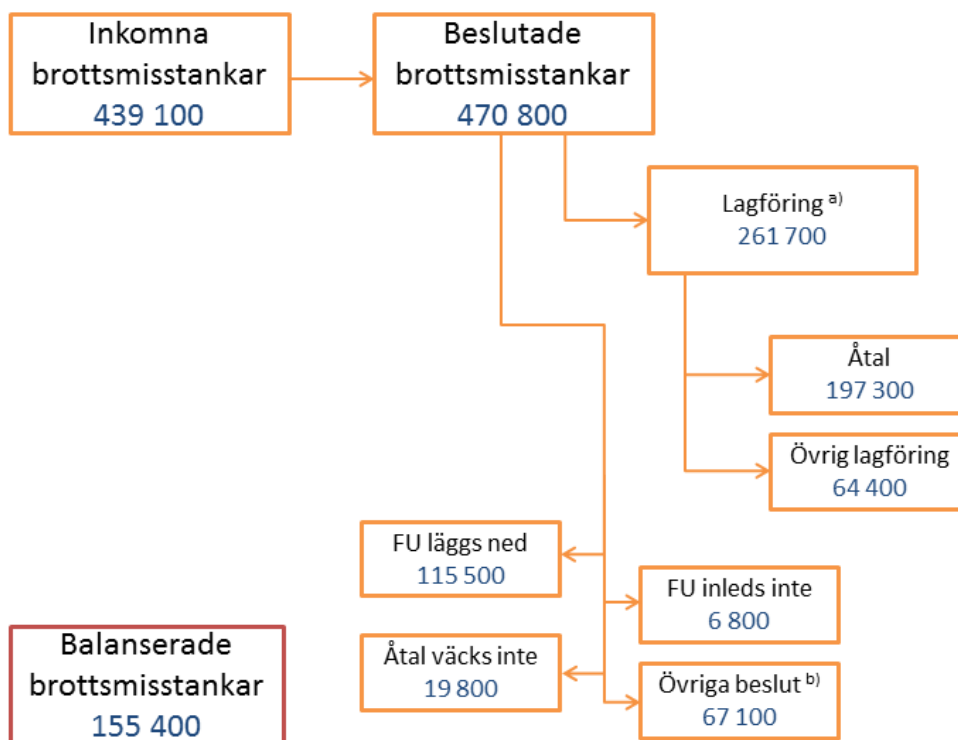 Inkomna
brottsmisstankar
439 100
Beslutade
brottsmisstankar
470 800
Lagföring a)
261 700
Åtal
197 300
Övrig lagföring
64 400
FU läggs ned
115 500
FU inleds inte
6 800
Åtal väcks inte
19 800
Övriga beslut b)
67 100
Balanserade
brottsmisstankar
155 400